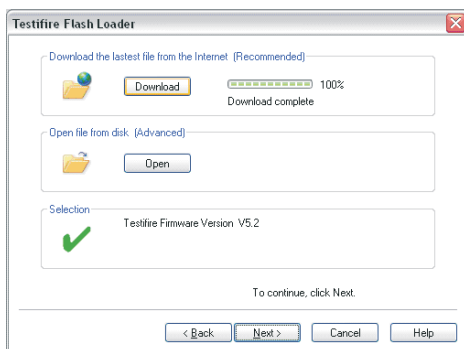 Testifire Flash Loader
Download the lastest file from the Internet (Recommended)
Download
100%
Download complete
Open file from disk (Advanced)
Open
Selection
Testifire Firmware Version V5.2
To continue, click Next.
< Back Next > Cancel Help